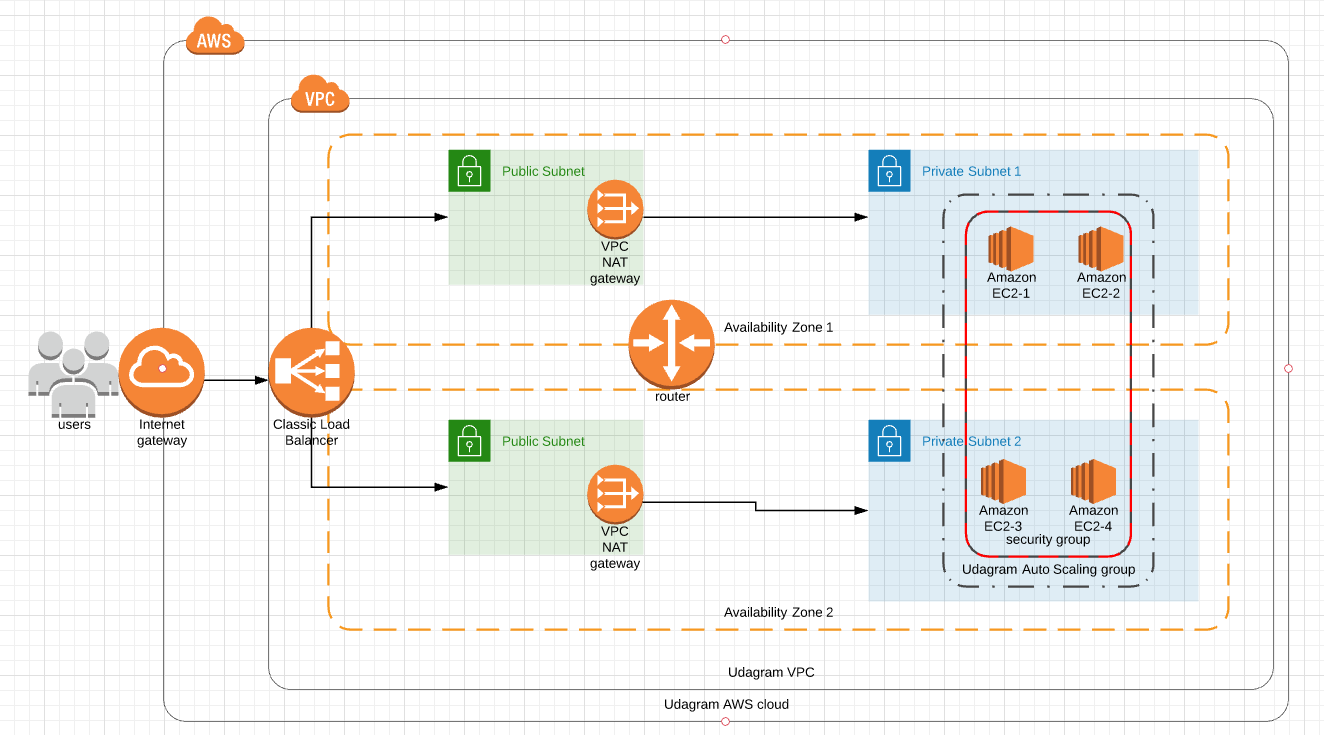 AWS
VPC
Public Subnet
VPC
NAT
gateway
Private Subnet 1
Amazon
EC2-1
Amazon
EC2-2
Availability Zone 1
router
users
Internet
gateway
Classic Load
Balancer
Public Subnet
VPC
NAT
gateway
Private Subnet 2
Amazon
EC2-3
Amazon
EC2-4
security group
Udagram Auto Scaling group
Availability Zone 2
Udagram VPC
Udagram AWS cloud